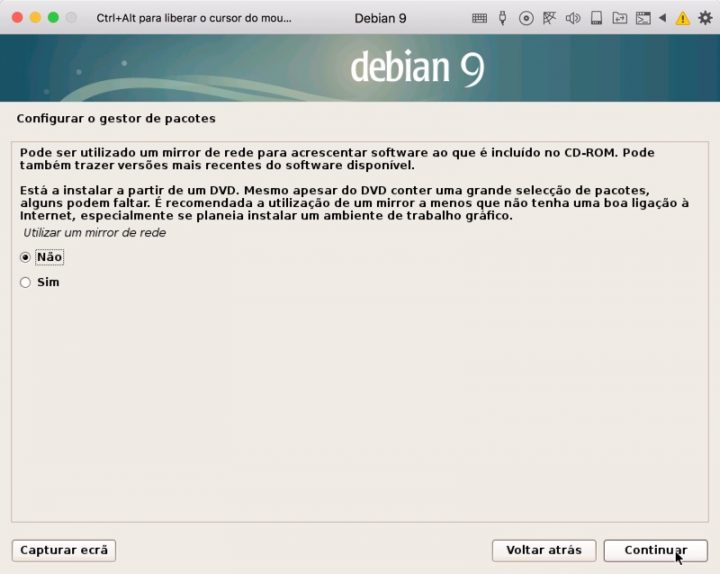 Ctrl+Alt para liberar o cursor do mou...
Debian 9
debian 9
Configurar o gestor de pacotes
Pode ser utilizado um mirror de rede para acrescentar software ao que é incluído no CD-ROM. Pode
também trazer versões mais recentes do software disponível.
Está a instalar a partir de um DVD. Mesmo apesar do DVD conter uma grande selecção de pacotes,
alguns podem faltar. É recomendada a utilização de um mirror a menos que não tenha uma boa ligação à
Internet, especialmente se planeia instalar um ambiente de trabalho gráfico.
Utilizar um mirror de rede
Não
Sim
Capturar ecrã
Voltar atrás
Continuar